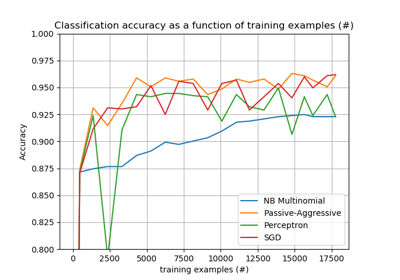 Classification accuracy as a function of training examples (#)
1.000
0.975
0.950
0.925
0.900
0.875
0.850
0.825
0.800
Accuracy
NB Multinomial
Passive-Aggressive
Perceptron
SGD
0 2500 5000 7500 10000 12500 15000 17500
training examples (#)